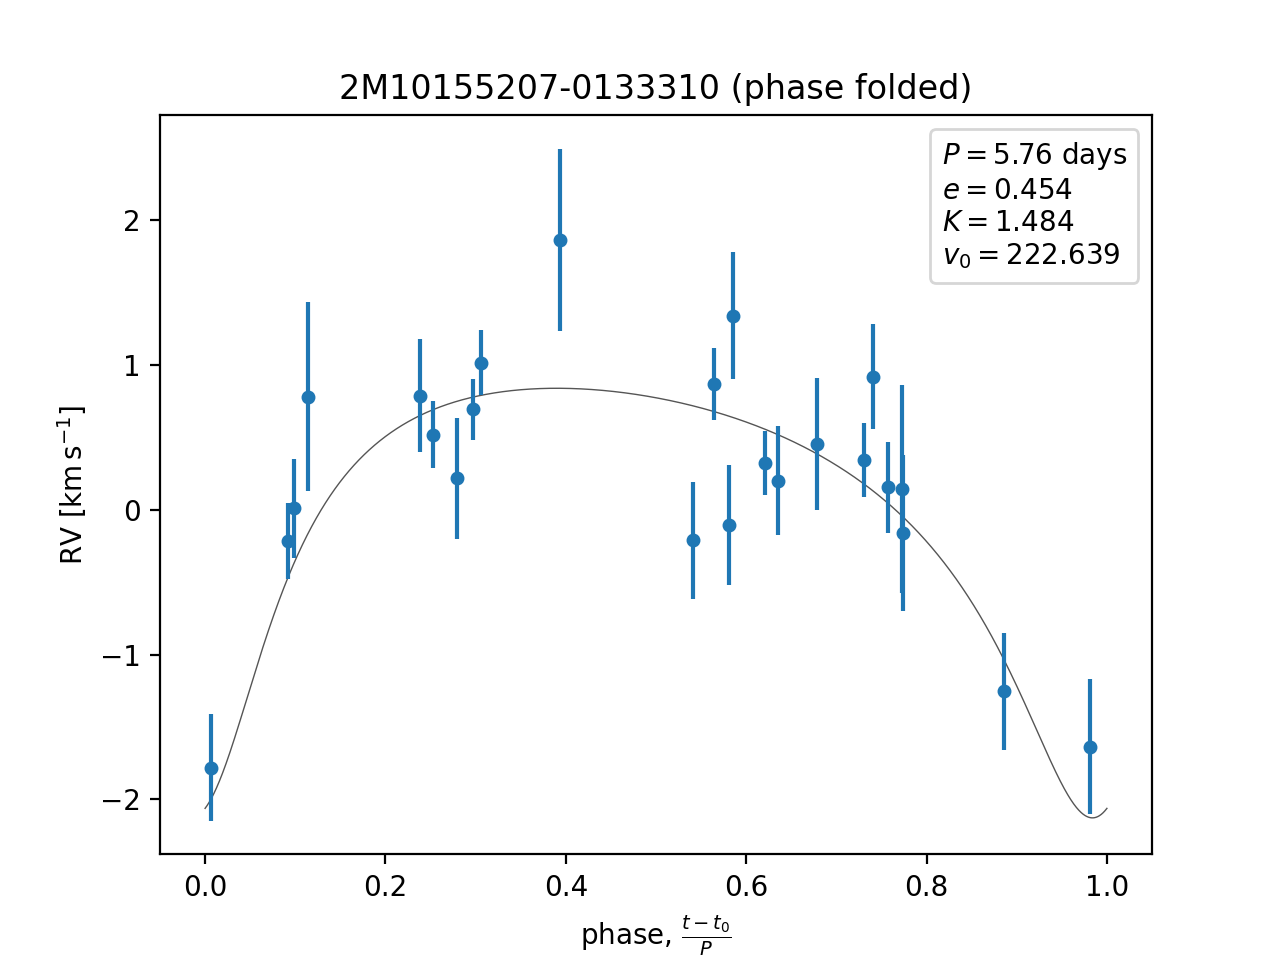 2M10155207-0133310 (phase folded)
P = 5.76 days
e = 0.454
K = 1.484
v₀ = 222.639
RV [km s⁻¹]
2
1
0
−1
−2
0.0 0.2 0.4 0.6 0.8 1.0
phase, (t − t₀)/P